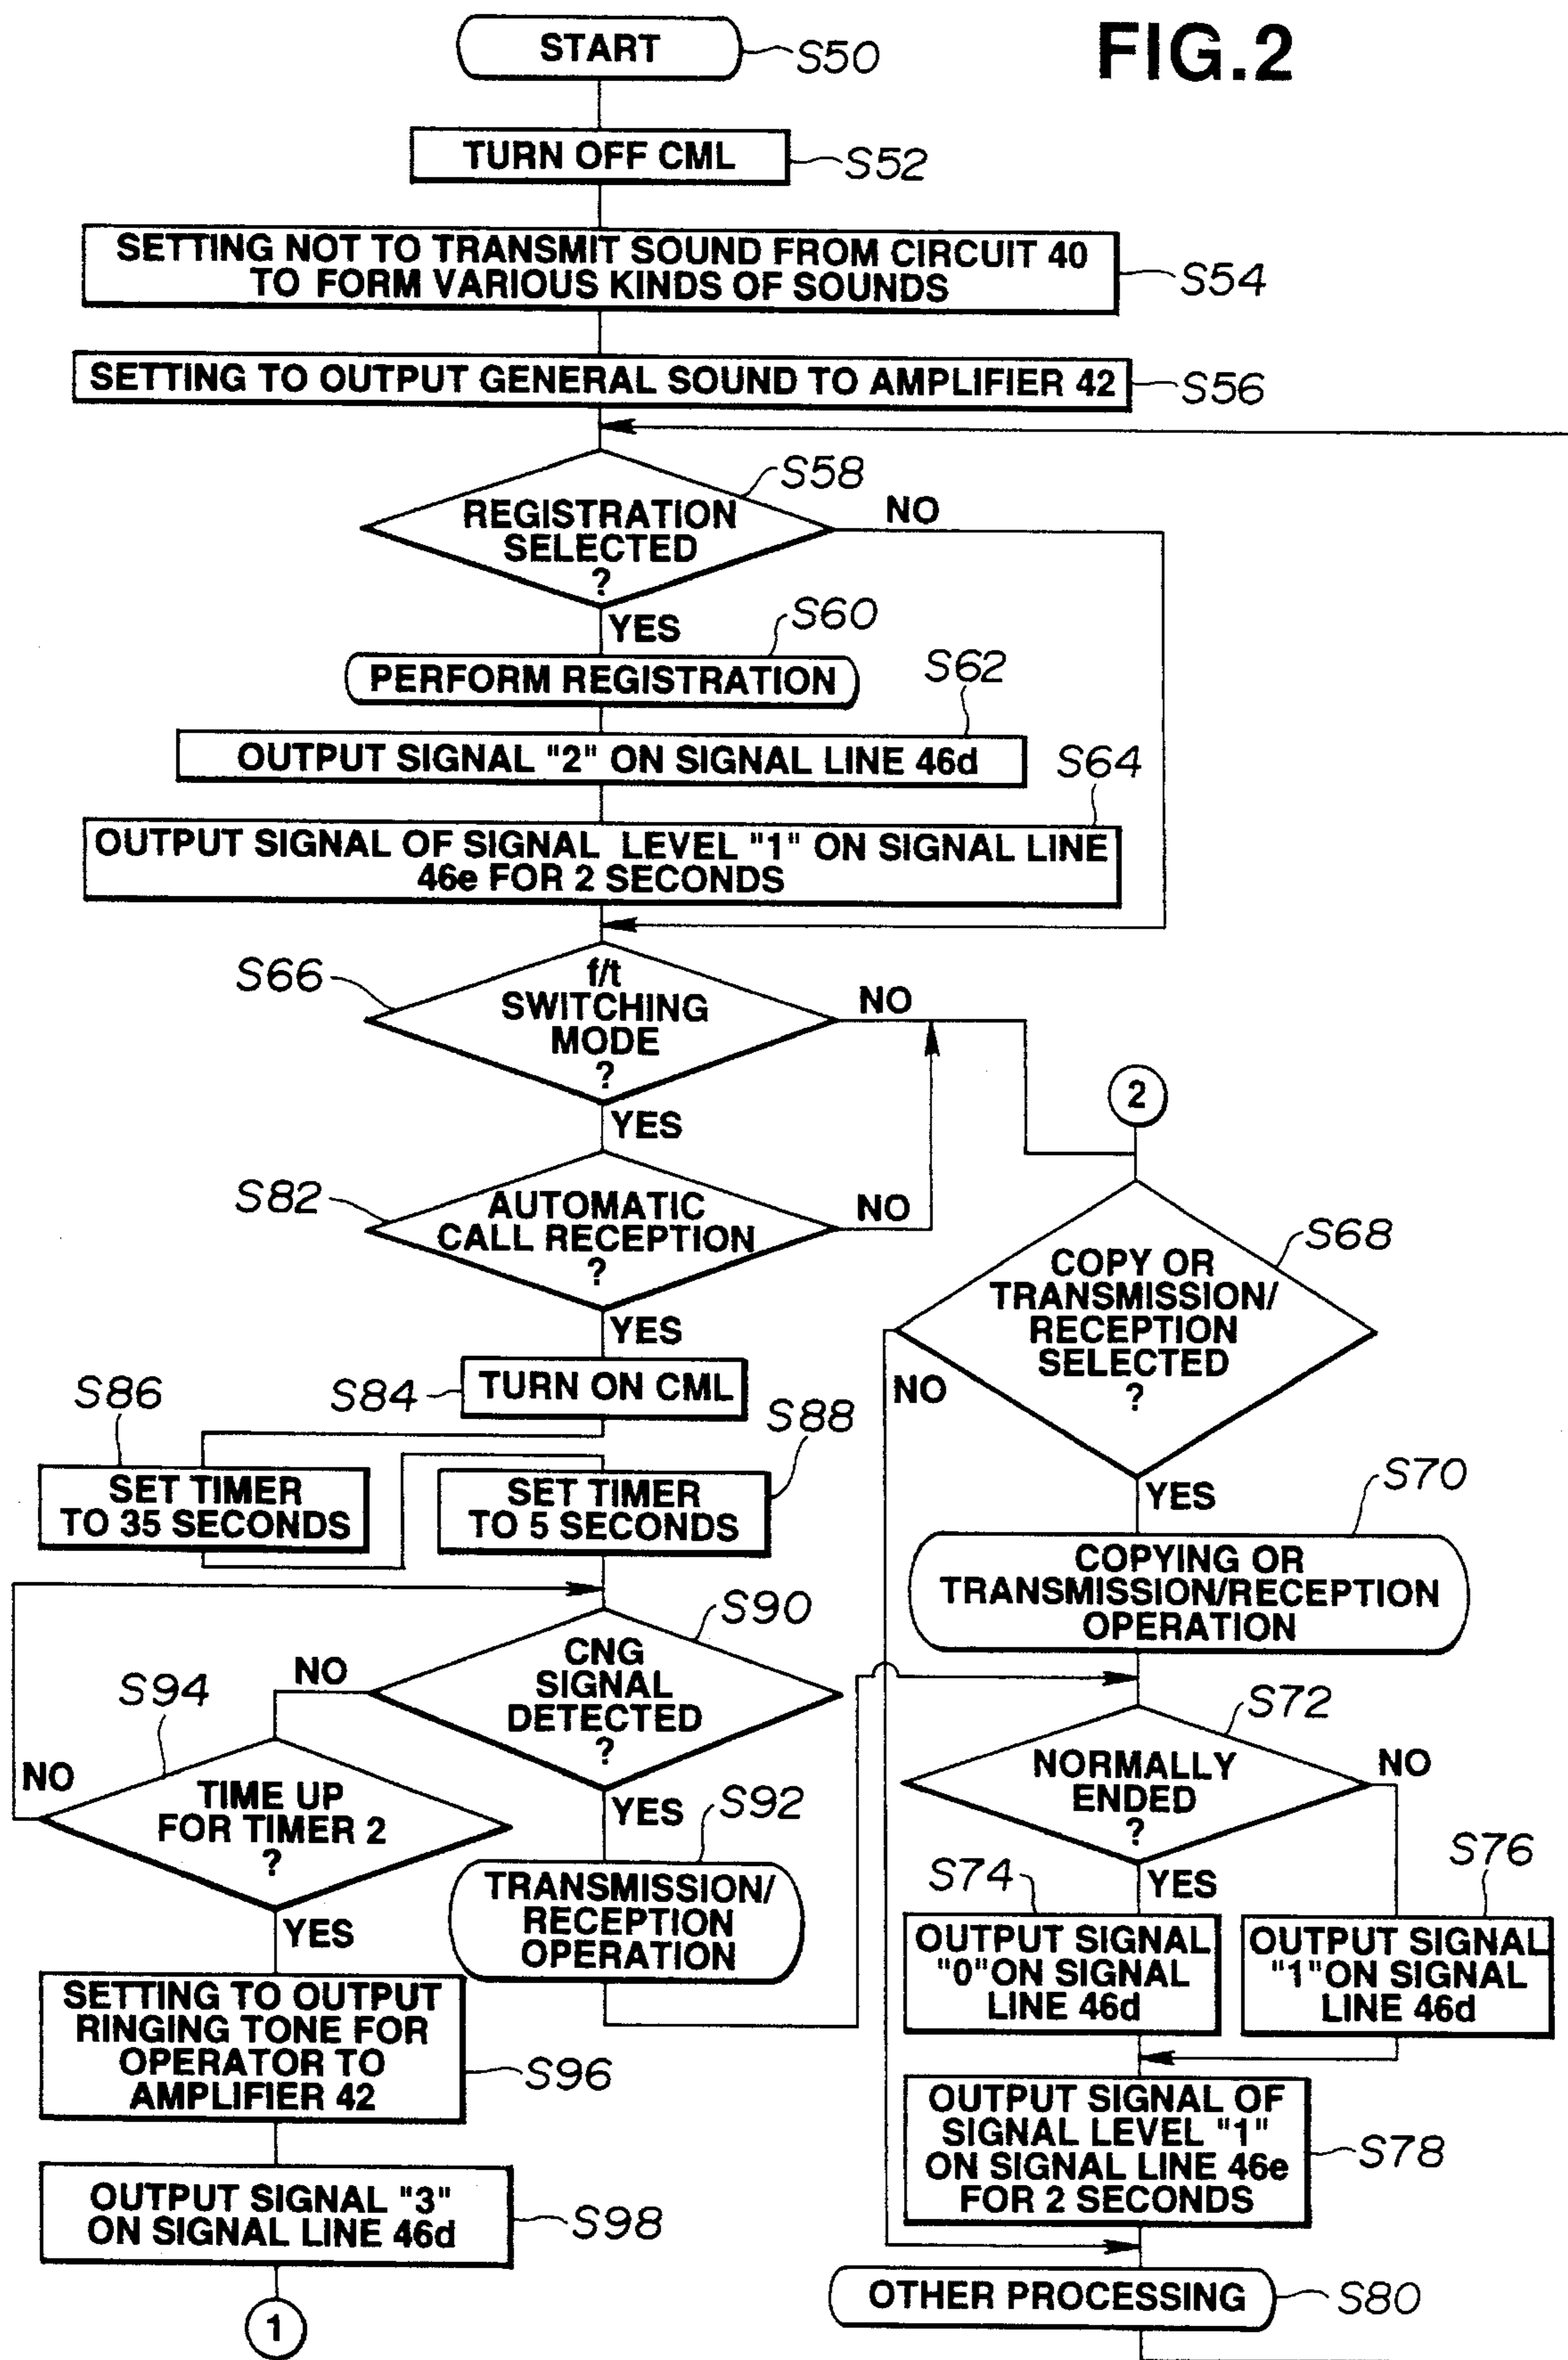 FIG.2
START
S50
TURN OFF CML
S52
SETTING NOT TO TRANSMIT SOUND FROM CIRCUIT 40
TO FORM VARIOUS KINDS OF SOUNDS
S54
SETTING TO OUTPUT GENERAL SOUND TO AMPLIFIER 42
S56
S58
REGISTRATION
SELECTED
?
NO
YES
S60
PERFORM REGISTRATION
S62
OUTPUT SIGNAL "2" ON SIGNAL LINE 46d
S64
OUTPUT SIGNAL OF SIGNAL LEVEL "1" ON SIGNAL LINE
46e FOR 2 SECONDS
S66
f/t
SWITCHING
MODE
?
NO
YES
S82
AUTOMATIC
CALL RECEPTION
?
NO
YES
S84
TURN ON CML
S86
SET TIMER
TO 35 SECONDS
S88
SET TIMER
TO 5 SECONDS
S90
CNG
SIGNAL
DETECTED
?
NO
YES
S94
TIME UP
FOR TIMER 2
?
NO
YES
S92
TRANSMISSION/
RECEPTION
OPERATION
SETTING TO OUTPUT
RINGING TONE FOR
OPERATOR TO
AMPLIFIER 42
S96
OUTPUT SIGNAL "3"
ON SIGNAL LINE 46d
S98
1
2
S68
COPY OR
TRANSMISSION/
RECEPTION
SELECTED
?
NO
YES
S70
COPYING OR
TRANSMISSION/RECEPTION
OPERATION
S72
NORMALLY
ENDED
?
NO
YES
S74
OUTPUT SIGNAL
"0"ON SIGNAL
LINE 46d
S76
OUTPUT SIGNAL
"1"ON SIGNAL
LINE 46d
OUTPUT SIGNAL OF
SIGNAL LEVEL "1"
ON SIGNAL LINE 46e
FOR 2 SECONDS
S78
OTHER PROCESSING
S80